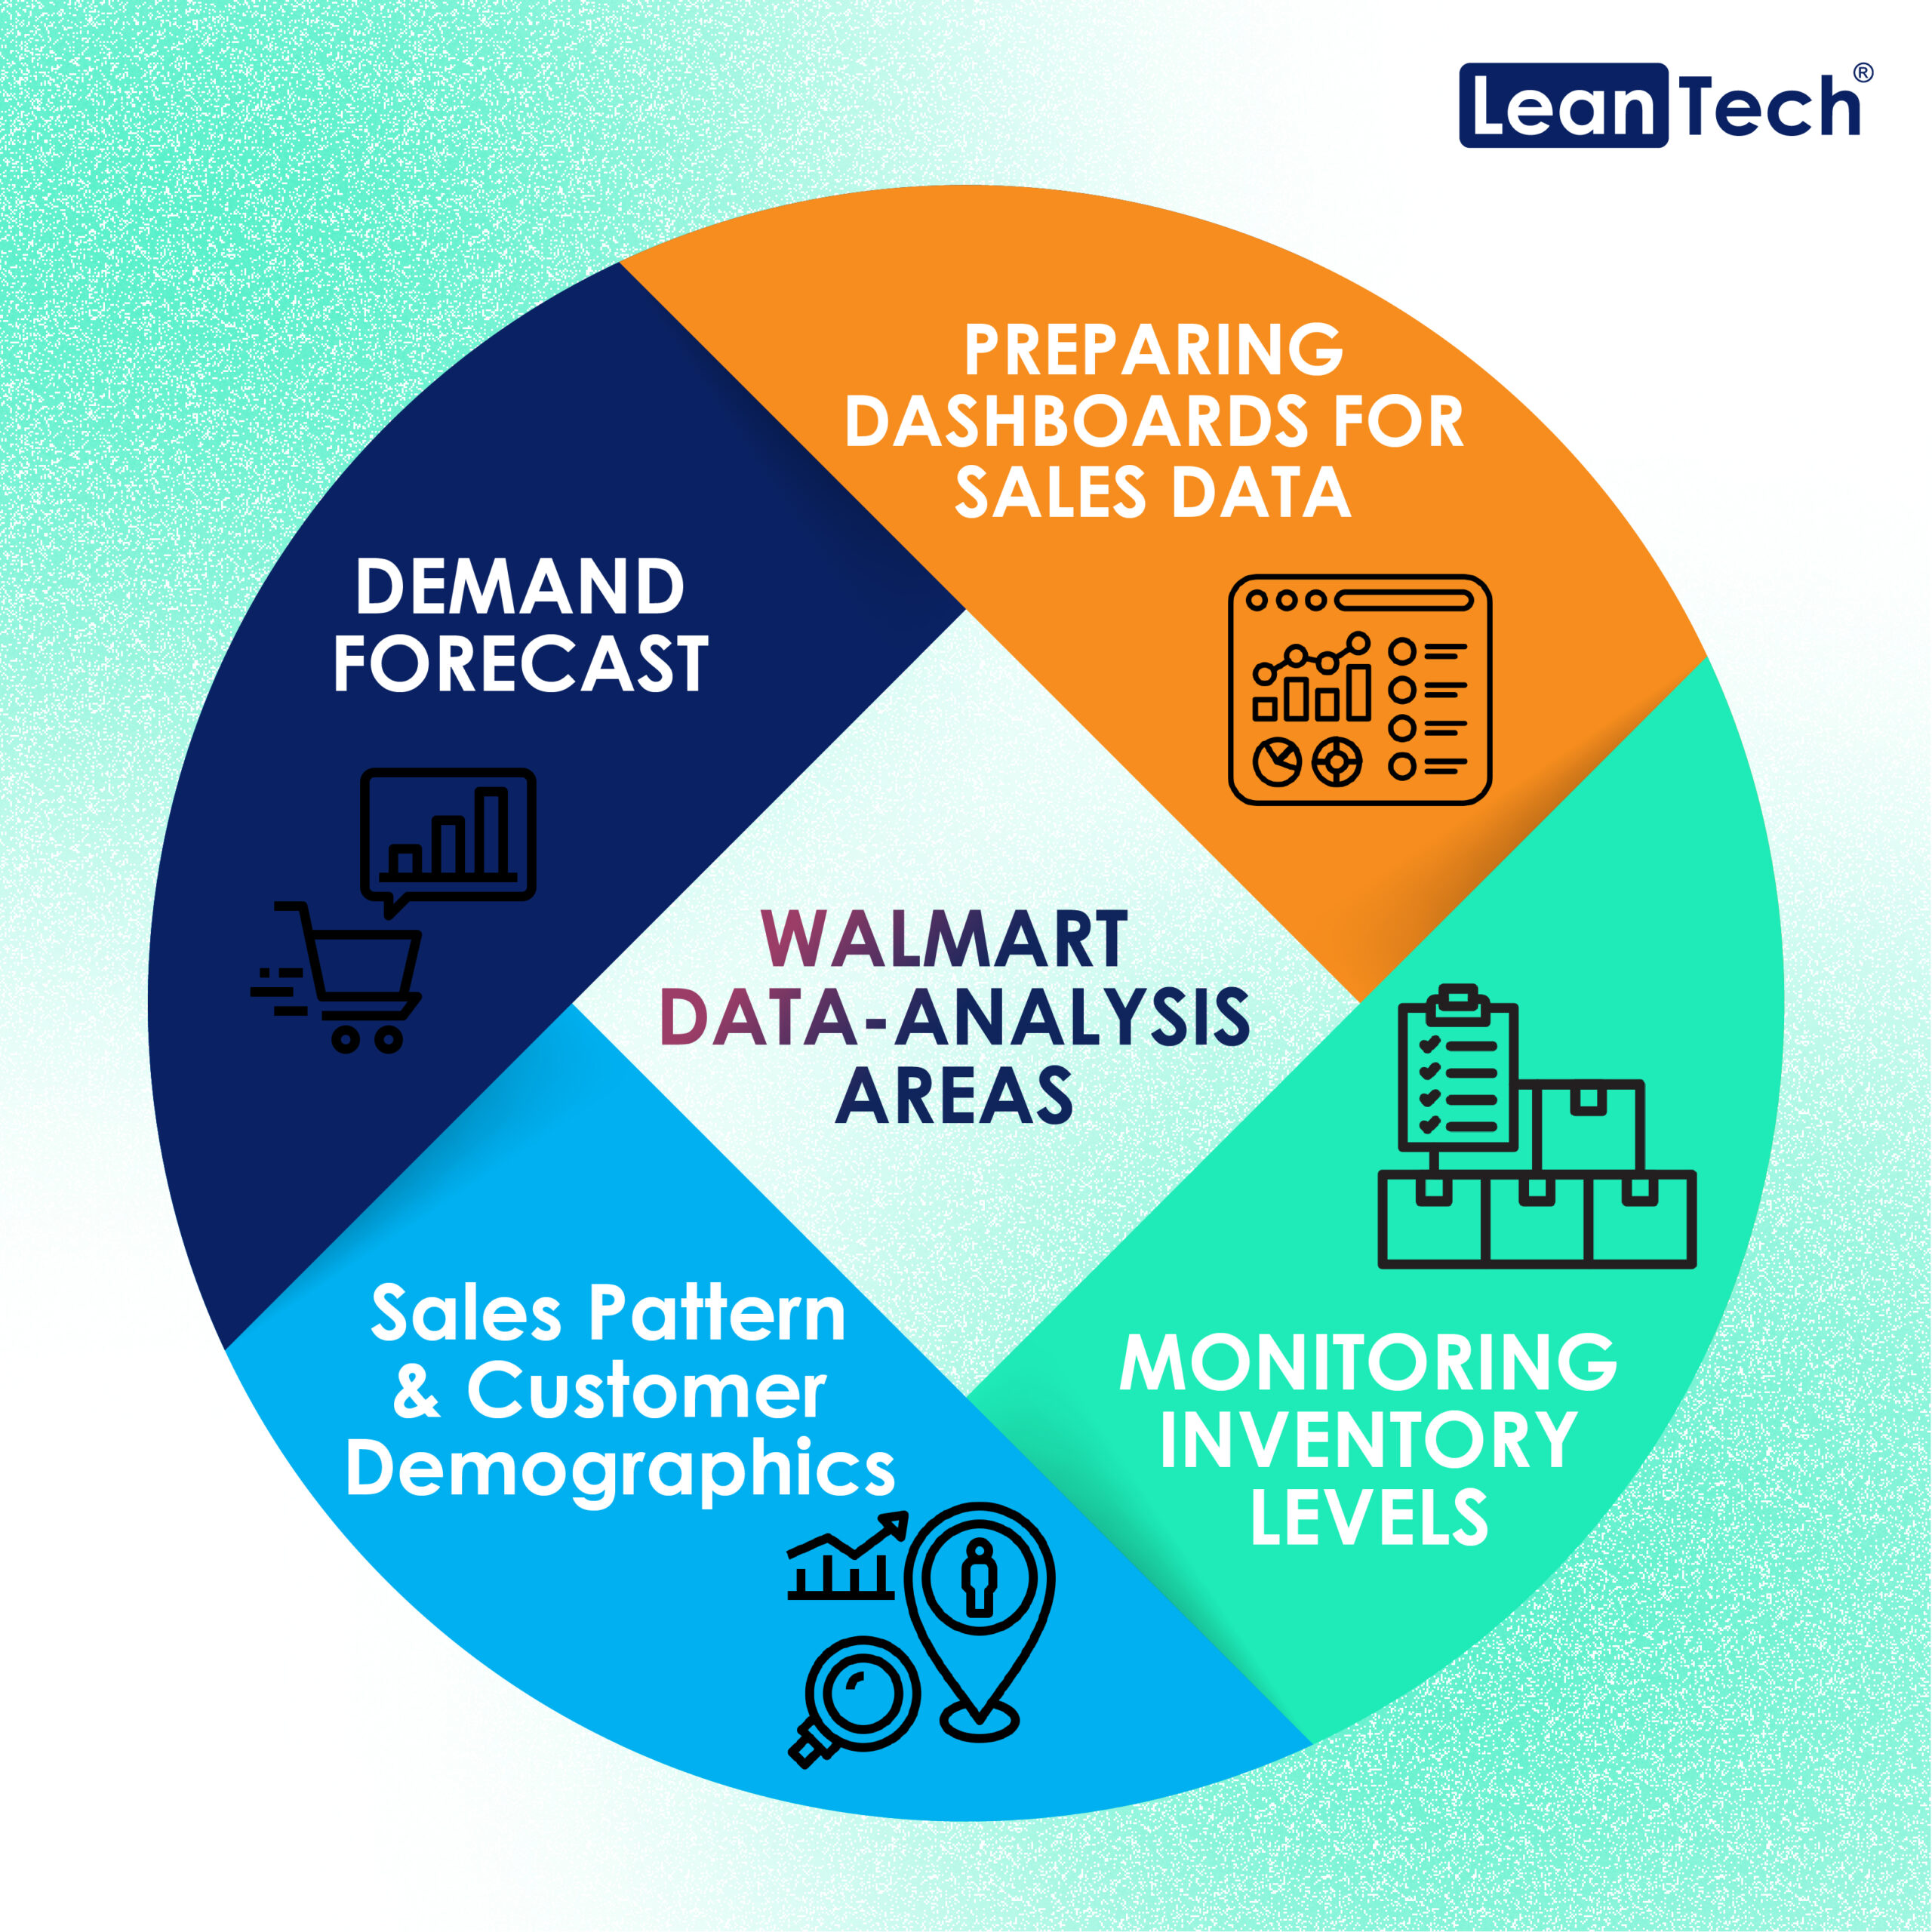 LeanTech®
PREPARING
DASHBOARDS FOR
SALES DATA
DEMAND
FORECAST
WALMART
DATA-ANALYSIS
AREAS
Sales Pattern
& Customer
Demographics
MONITORING
INVENTORY
LEVELS